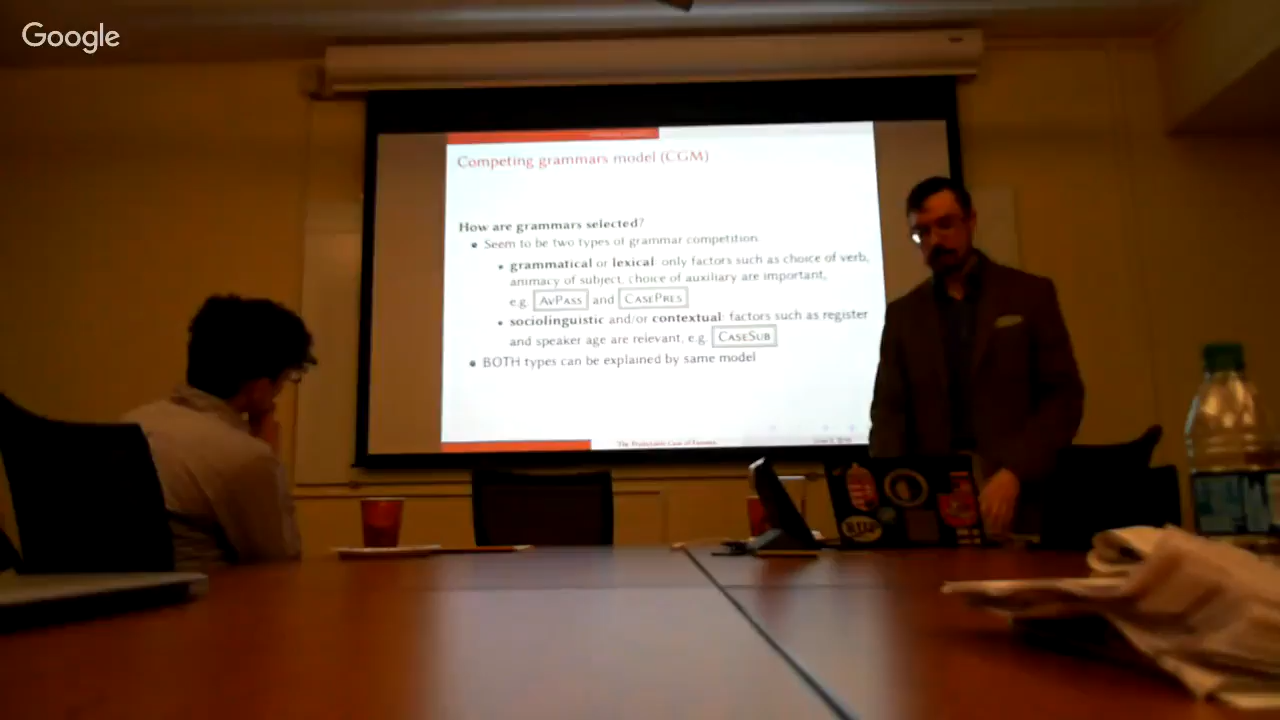 Google
Competing grammars model (CGM)
How are grammars selected?
Seem to be two types of grammar competition
grammatical or lexical: only factors such as choice of verb,
animacy of subject, choice of auxiliary are important,
e.g. AvPass and CasePres
sociolinguistic and/or contextual: factors such as register
and speaker age are relevant, e.g. CaseSub
BOTH types can be explained by same model